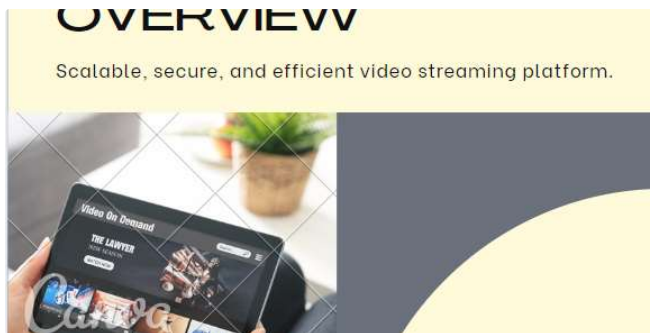 OVERVIEW
Scalable, secure, and efficient video streaming platform.
Video On Demand
THE LAWYER
NEW SEASON
Canva